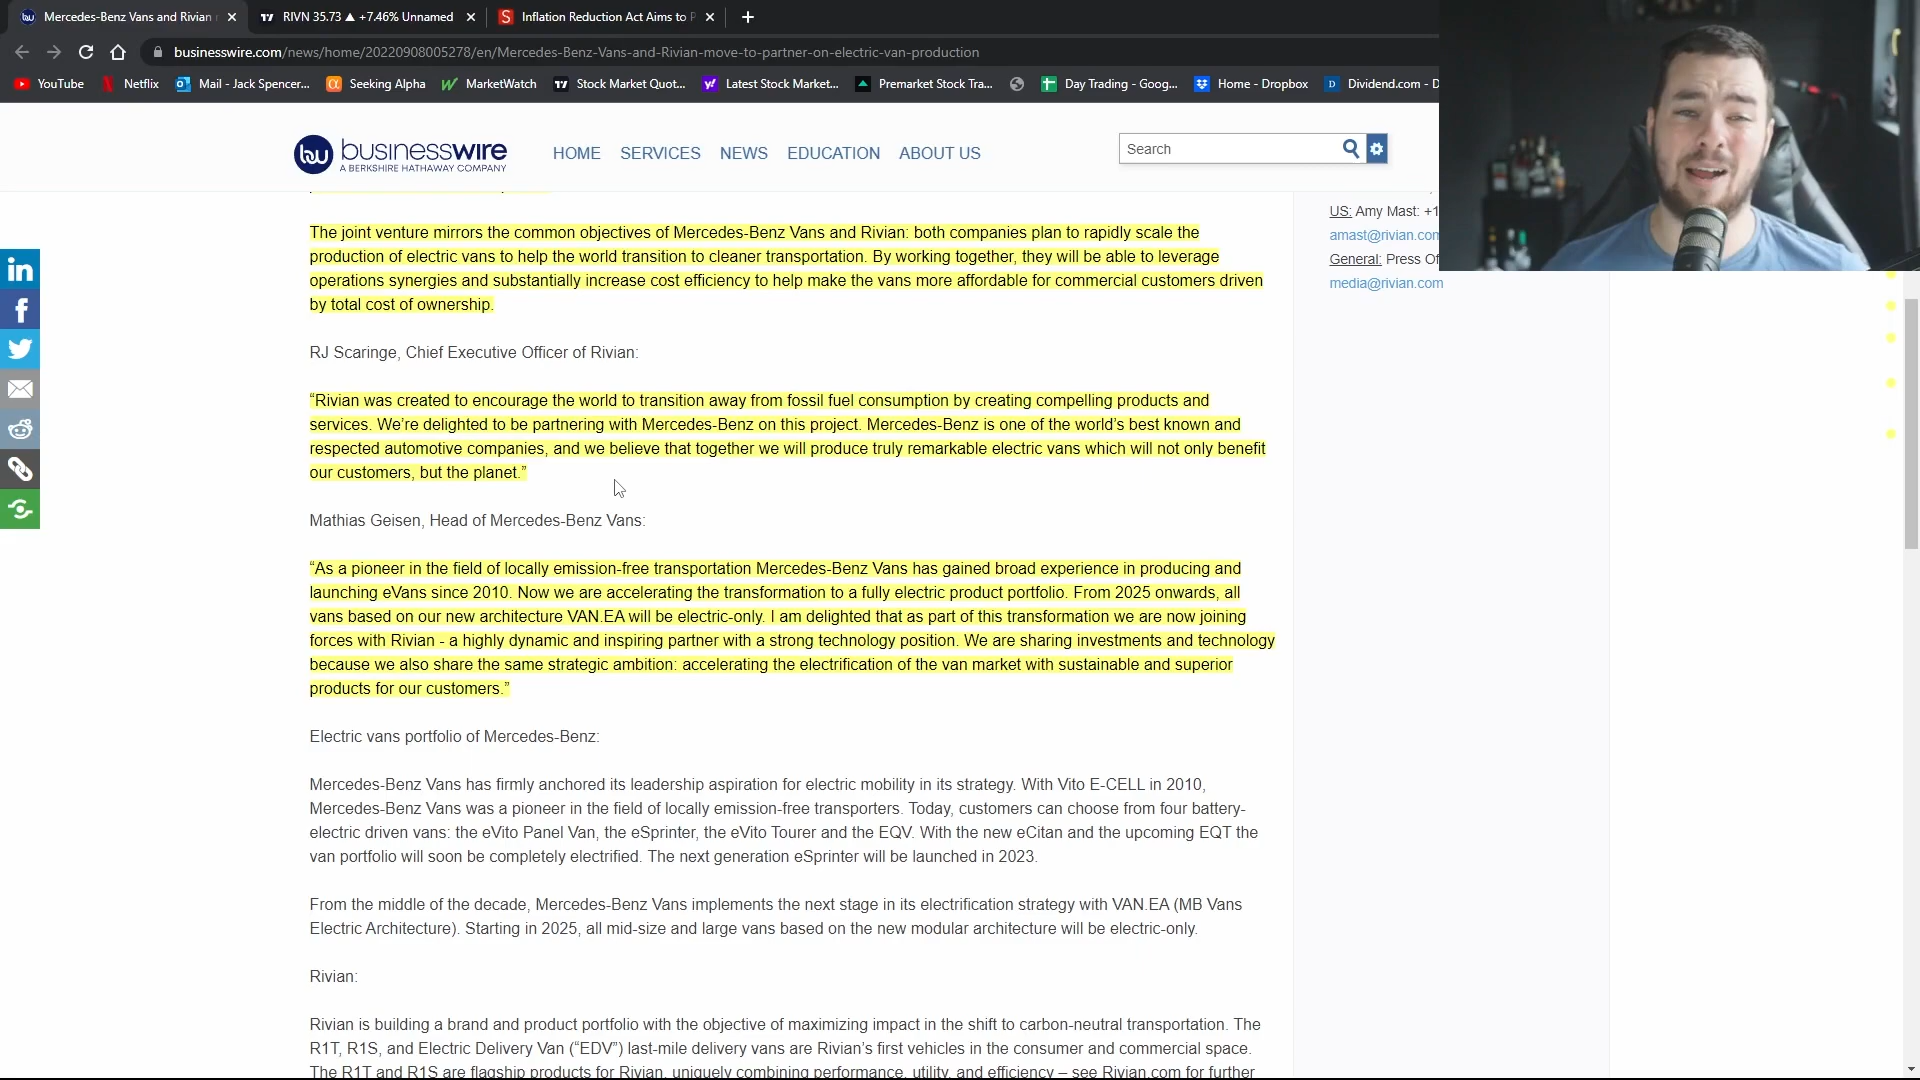 Mercedes-Benz Vans and Rivian
RIVN 35.73 ▲ +7.46% Unnamed
Inflation Reduction Act Aims to P
businesswire.com/news/home/20220908005278/en/Mercedes-Benz-Vans-and-Rivian-move-to-partner-on-electric-van-production
YouTube
Netflix
Mail - Jack Spencer...
Seeking Alpha
MarketWatch
Stock Market Quot...
Latest Stock Market...
Premarket Stock Tra...
Day Trading - Goog...
Home - Dropbox
Dividend.com - D
bw businesswire
A BERKSHIRE HATHAWAY COMPANY
HOME SERVICES NEWS EDUCATION ABOUT US
Search
The joint venture mirrors the common objectives of Mercedes-Benz Vans and Rivian: both companies plan to rapidly scale the
production of electric vans to help the world transition to cleaner transportation. By working together, they will be able to leverage
operations synergies and substantially increase cost efficiency to help make the vans more affordable for commercial customers driven
by total cost of ownership.
RJ Scaringe, Chief Executive Officer of Rivian:
“Rivian was created to encourage the world to transition away from fossil fuel consumption by creating compelling products and
services. We’re delighted to be partnering with Mercedes-Benz on this project. Mercedes-Benz is one of the world’s best known and
respected automotive companies, and we believe that together we will produce truly remarkable electric vans which will not only benefit
our customers, but the planet.”
Mathias Geisen, Head of Mercedes-Benz Vans:
“As a pioneer in the field of locally emission-free transportation Mercedes-Benz Vans has gained broad experience in producing and
launching eVans since 2010. Now we are accelerating the transformation to a fully electric product portfolio. From 2025 onwards, all
vans based on our new architecture VAN.EA will be electric-only. I am delighted that as part of this transformation we are now joining
forces with Rivian - a highly dynamic and inspiring partner with a strong technology position. We are sharing investments and technology
because we also share the same strategic ambition: accelerating the electrification of the van market with sustainable and superior
products for our customers.”
Electric vans portfolio of Mercedes-Benz:
Mercedes-Benz Vans has firmly anchored its leadership aspiration for electric mobility in its strategy. With Vito E-CELL in 2010,
Mercedes-Benz Vans was a pioneer in the field of locally emission-free transporters. Today, customers can choose from four battery-
electric driven vans: the eVito Panel Van, the eSprinter, the eVito Tourer and the EQV. With the new eCitan and the upcoming EQT the
van portfolio will soon be completely electrified. The next generation eSprinter will be launched in 2023.
From the middle of the decade, Mercedes-Benz Vans implements the next stage in its electrification strategy with VAN.EA (MB Vans
Electric Architecture). Starting in 2025, all mid-size and large vans based on the new modular architecture will be electric-only.
Rivian:
Rivian is building a brand and product portfolio with the objective of maximizing impact in the shift to carbon-neutral transportation. The
R1T, R1S, and Electric Delivery Van (“EDV”) last-mile delivery vans are Rivian’s first vehicles in the consumer and commercial space.
The R1T and R1S are flagship products for Rivian, uniquely combining performance, utility, and efficiency – see Rivian.com for further
US: Amy Mast: +1
amast@rivian.com
General: Press Of
media@rivian.com